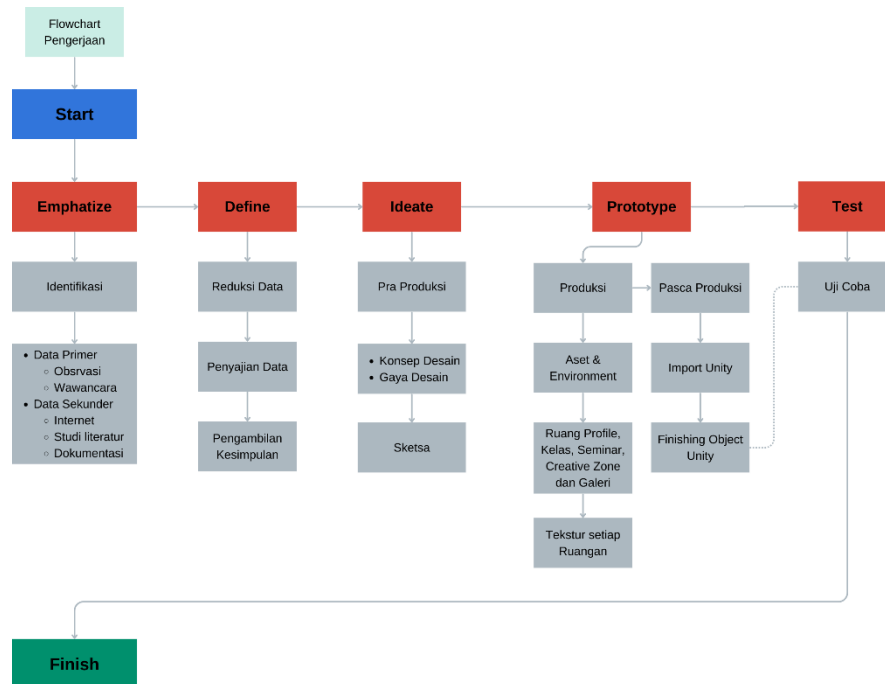 Flowchart
Pengerjaan
Start
Emphatize
Define
Ideate
Prototype
Test
Identifikasi
Reduksi Data
Pra Produksi
Produksi
Pasca Produksi
Uji Coba
• Data Primer
○ Obsrvasi
○ Wawancara
• Data Sekunder
○ Internet
○ Studi literatur
○ Dokumentasi
Penyajian Data
• Konsep Desain
• Gaya Desain
Aset &
Environment
Import Unity
Pengambilan
Kesimpulan
Sketsa
Ruang Profile,
Kelas, Seminar,
Creative Zone
dan Galeri
Finishing Object
Unity
Tekstur setiap
Ruangan
Finish